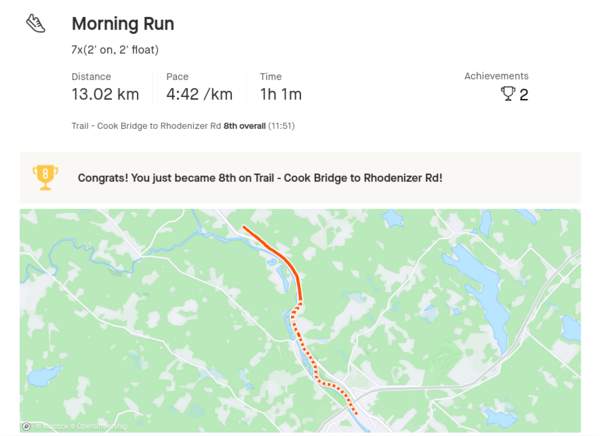 Morning Run
7x(2' on, 2' float)
Distance Pace Time Achievements
13.02 km 4:42 /km 1h 1m 2
Trail - Cook Bridge to Rhodenizer Rd 8th overall (11:51)
8
Congrats! You just became 8th on Trail - Cook Bridge to Rhodenizer Rd!
© Mapbox © OpenStreetMap